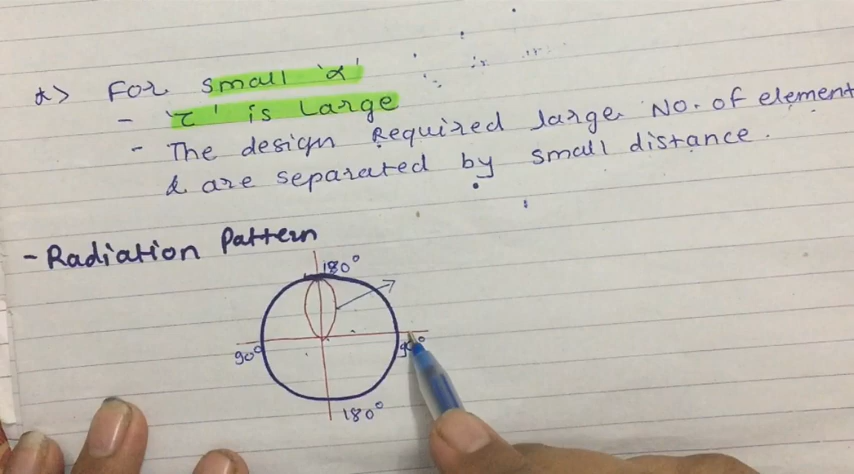 *> For small 'α'
- 'τ' is Large
- The design Required large No. of element
& are separated by small distance.
- Radiation Pattern
180°
90°
90°
180°